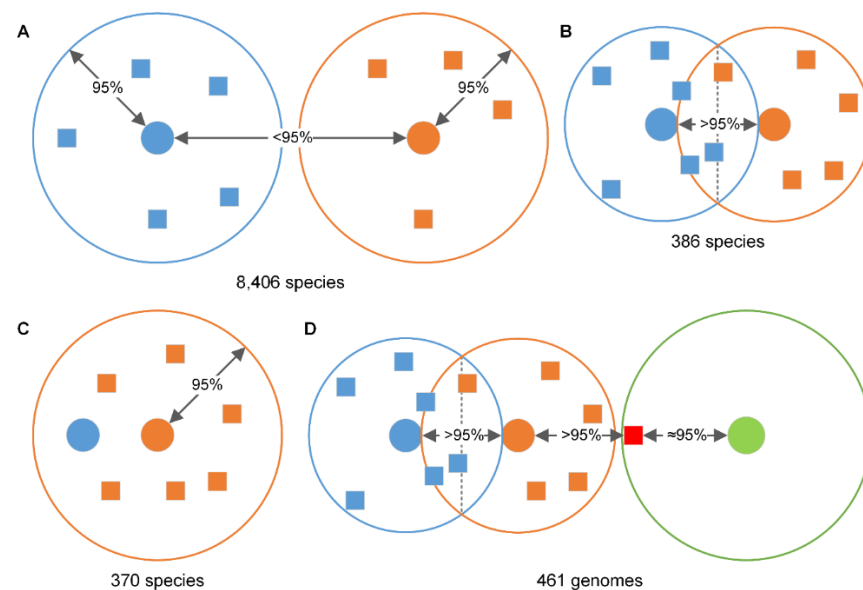 A
95%
<95%
95%
8,406 species
B
>95%
386 species
C
95%
370 species
D
>95%
>95%
≈95%
461 genomes